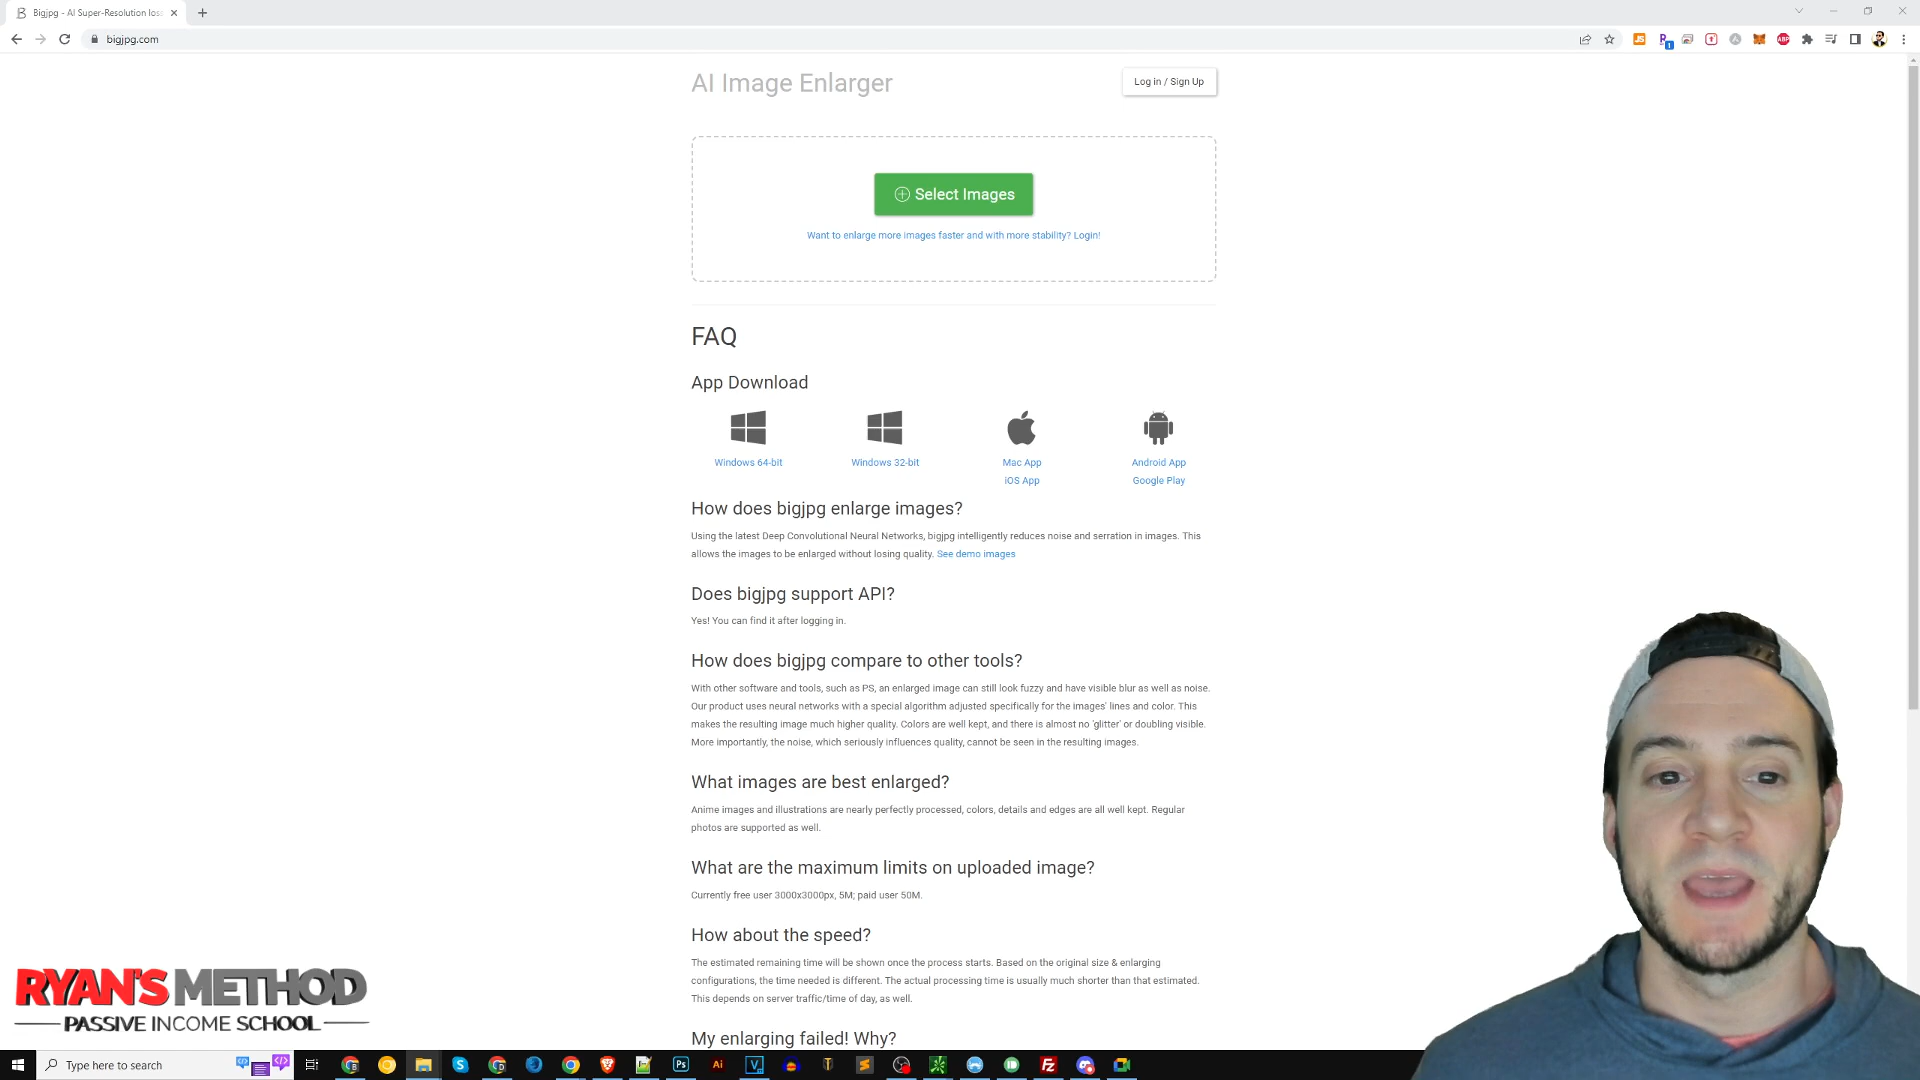 Bigjpg - AI Super-Resolution los
bigjpg.com
AI Image Enlarger
Log in / Sign Up
Select Images
Want to enlarge more images faster and with more stability? Login!
FAQ
App Download
Windows 64-bit
Windows 32-bit
Mac App
iOS App
Android App
Google Play
How does bigjpg enlarge images?
Using the latest Deep Convolutional Neural Networks, bigjpg intelligently reduces noise and serration in images. This
allows the images to be enlarged without losing quality. See demo images
Does bigjpg support API?
Yes! You can find it after logging in.
How does bigjpg compare to other tools?
With other software and tools, such as PS, an enlarged image can still look fuzzy and have visible blur as well as noise.
Our product uses neural networks with a special algorithm adjusted specifically for the images' lines and color. This
makes the resulting image much higher quality. Colors are well kept, and there is almost no 'glitter' or doubling visible.
More importantly, the noise, which seriously influences quality, cannot be seen in the resulting images.
What images are best enlarged?
Anime images and illustrations are nearly perfectly processed, colors, details and edges are all well kept. Regular
photos are supported as well.
What are the maximum limits on uploaded image?
Currently free user 3000x3000px, 5M; paid user 50M.
How about the speed?
The estimated remaining time will be shown once the process starts. Based on the original size & enlarging
configurations, the time needed is different. The actual processing time is usually much shorter than that estimated.
This depends on server traffic/time of day, as well.
My enlarging failed! Why?
RYAN'S METHOD
PASSIVE INCOME SCHOOL
Type here to search